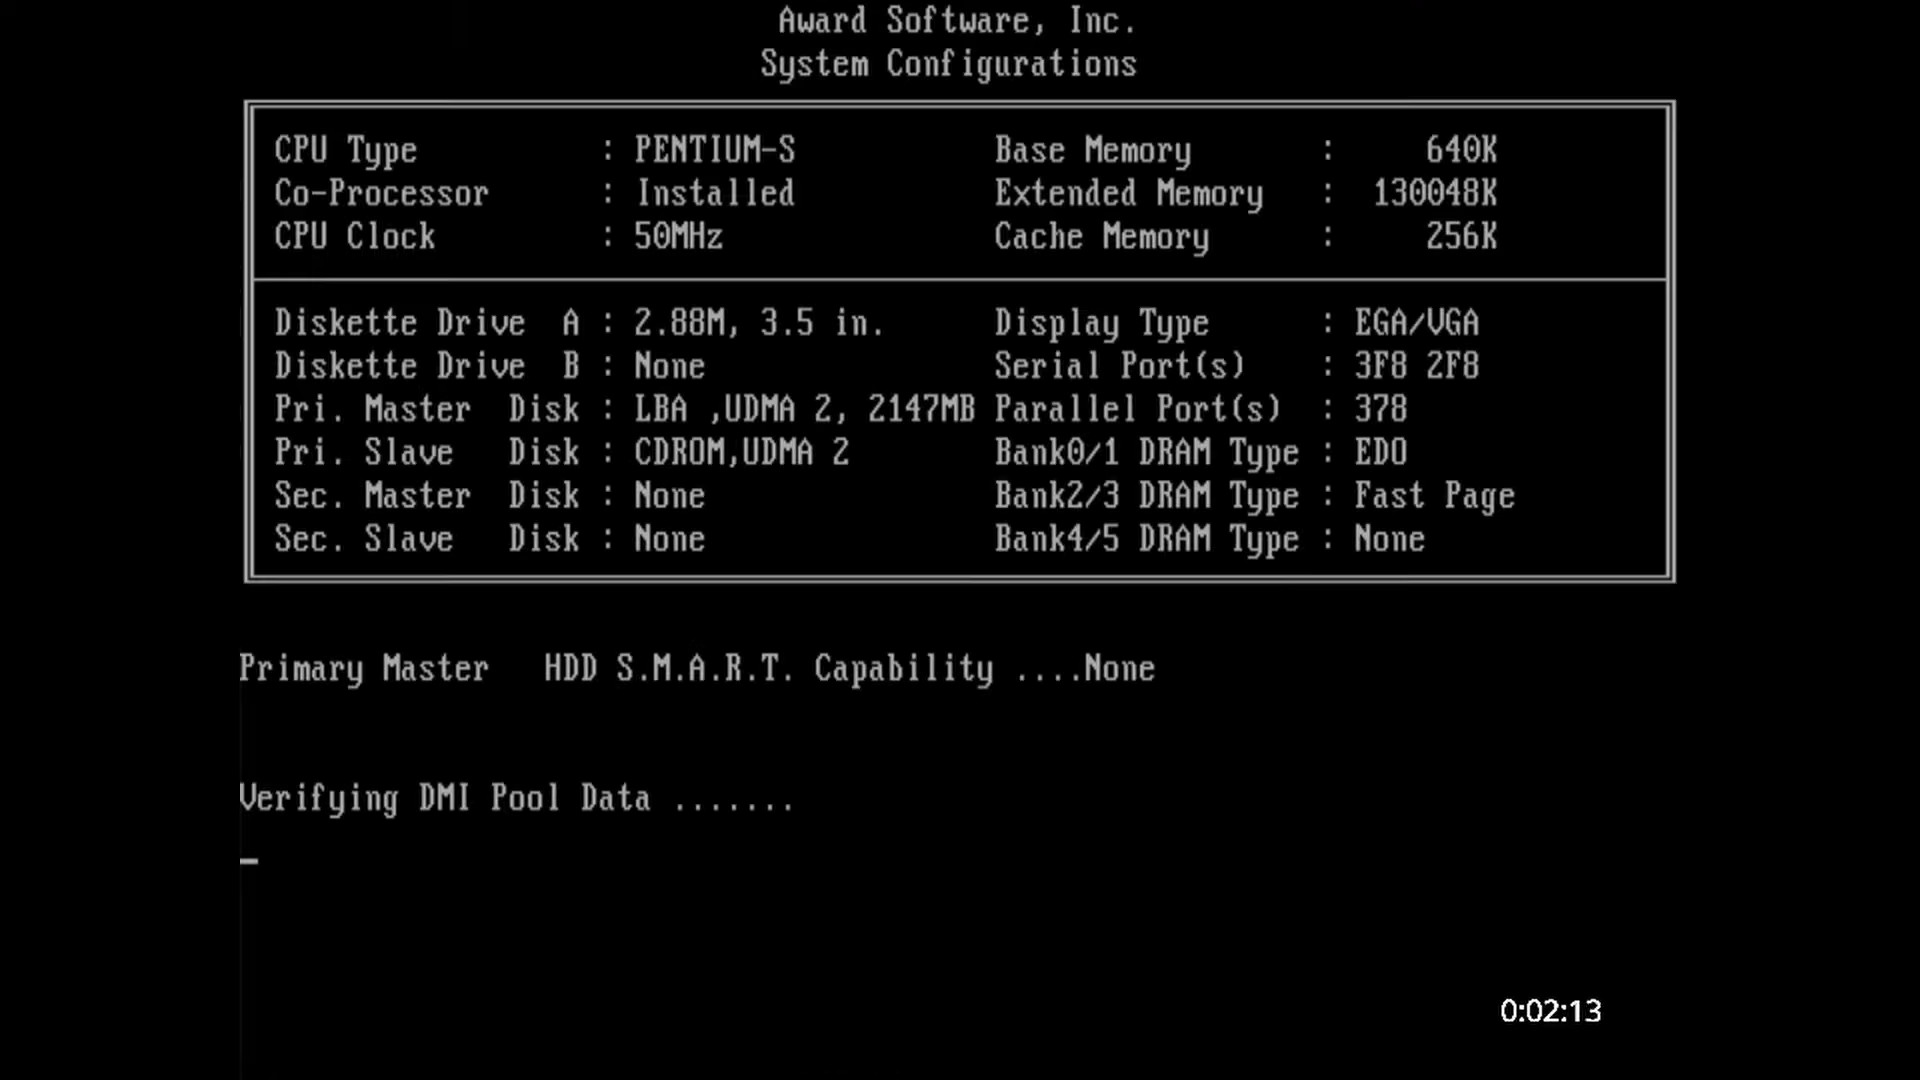 Award Software, Inc.
System Configurations
CPU Type : PENTIUM-S Base Memory : 640K
Co-Processor : Installed Extended Memory : 130048K
CPU Clock : 50MHz Cache Memory : 256K
Diskette Drive A : 2.88M, 3.5 in. Display Type : EGA/VGA
Diskette Drive B : None Serial Port(s) : 3F8 2F8
Pri. Master Disk : LBA ,UDMA 2, 2147MB Parallel Port(s) : 378
Pri. Slave Disk : CDROM,UDMA 2 Bank0/1 DRAM Type : EDO
Sec. Master Disk : None Bank2/3 DRAM Type : Fast Page
Sec. Slave Disk : None Bank4/5 DRAM Type : None
Primary Master HDD S.M.A.R.T. Capability ....None
Verifying DMI Pool Data .......
0:02:13